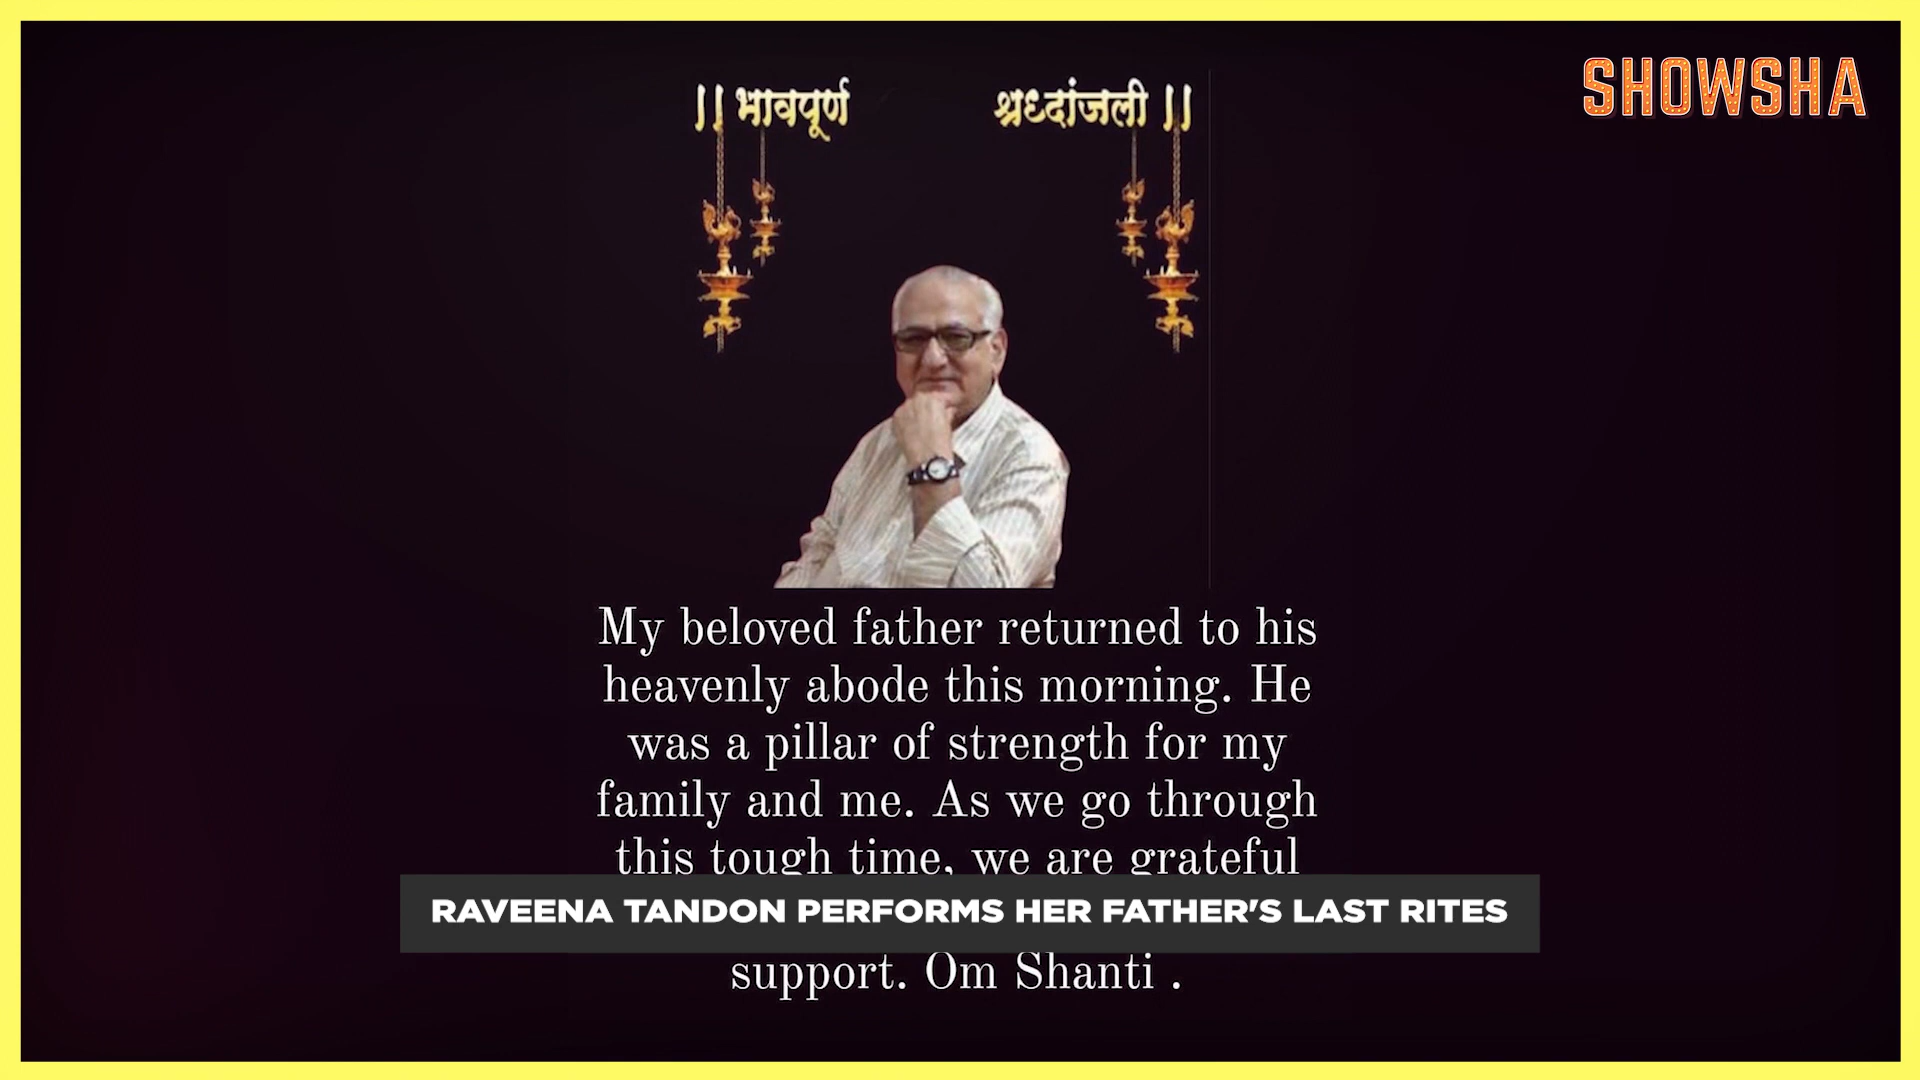 SHOWSHA
|| भावपूर्ण श्रध्दांजली ||
My beloved father returned to his
heavenly abode this morning. He
was a pillar of strength for my
family and me. As we go through
this tough time, we are grateful
RAVEENA TANDON PERFORMS HER FATHER'S LAST RITES
support. Om Shanti .